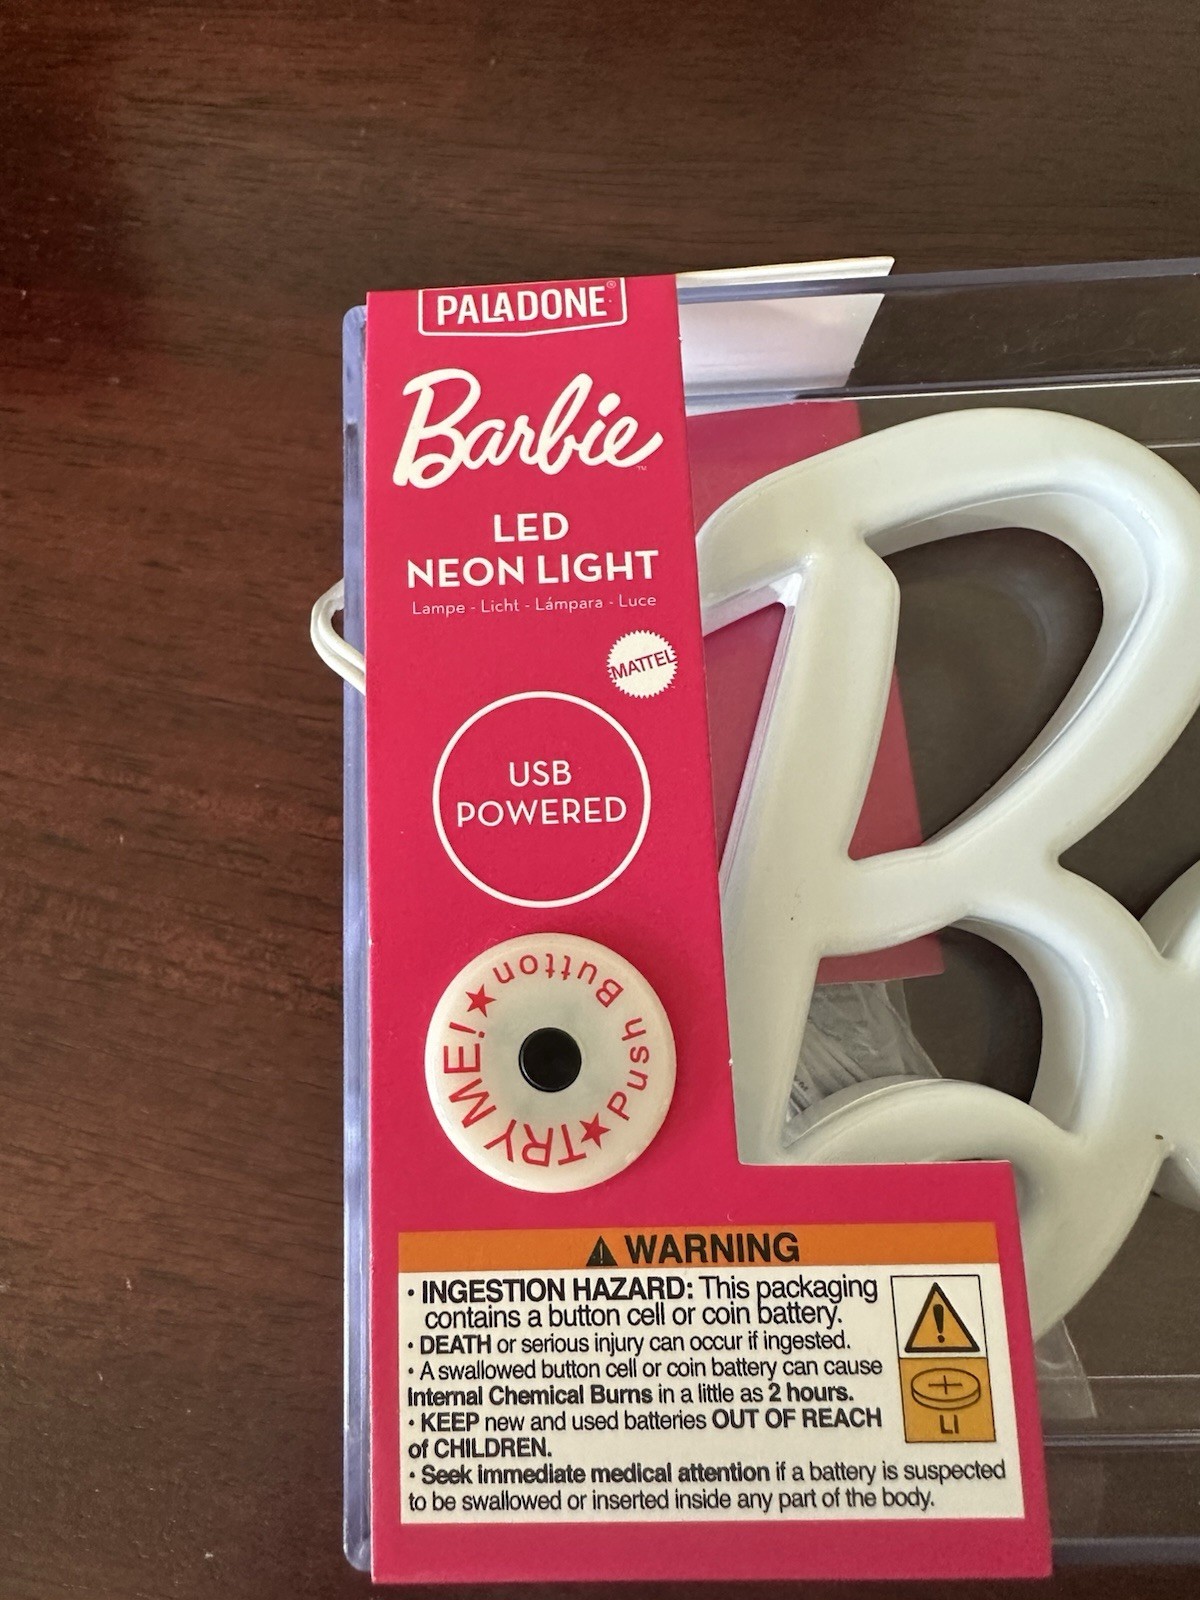 PALADONE®
Barbie™
LED
NEON LIGHT
Lampe - Licht - Lámpara - Luce
MATTEL
USB
POWERED
★TRY ME!★
Push Button
⚠ WARNING
• INGESTION HAZARD: This packaging
contains a button cell or coin battery.
• DEATH or serious injury can occur if ingested.
• A swallowed button cell or coin battery can cause
Internal Chemical Burns in a little as 2 hours.
• KEEP new and used batteries OUT OF REACH
of CHILDREN.
• Seek immediate medical attention if a battery is suspected
to be swallowed or inserted inside any part of the body.
!
+
LI